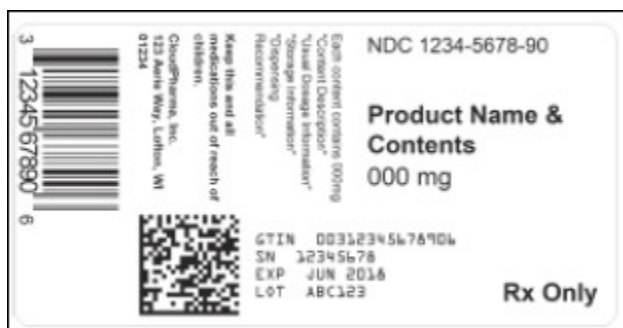 3 1234567890 6
CloudPharma, Inc.
123 Aerie Way, Lofton, WI
01234
Keep this and all
medications out of reach of
children.
Each content contains 000mg
*Content Description*
*Usual Dosage Information*
*Storage Information*
*Dispensing
Recommendation*
NDC 1234-5678-90
Product Name &
Contents
000 mg
GTIN 00312345678906
SN 12345678
EXP JUN 2018
LOT ABC123
Rx Only